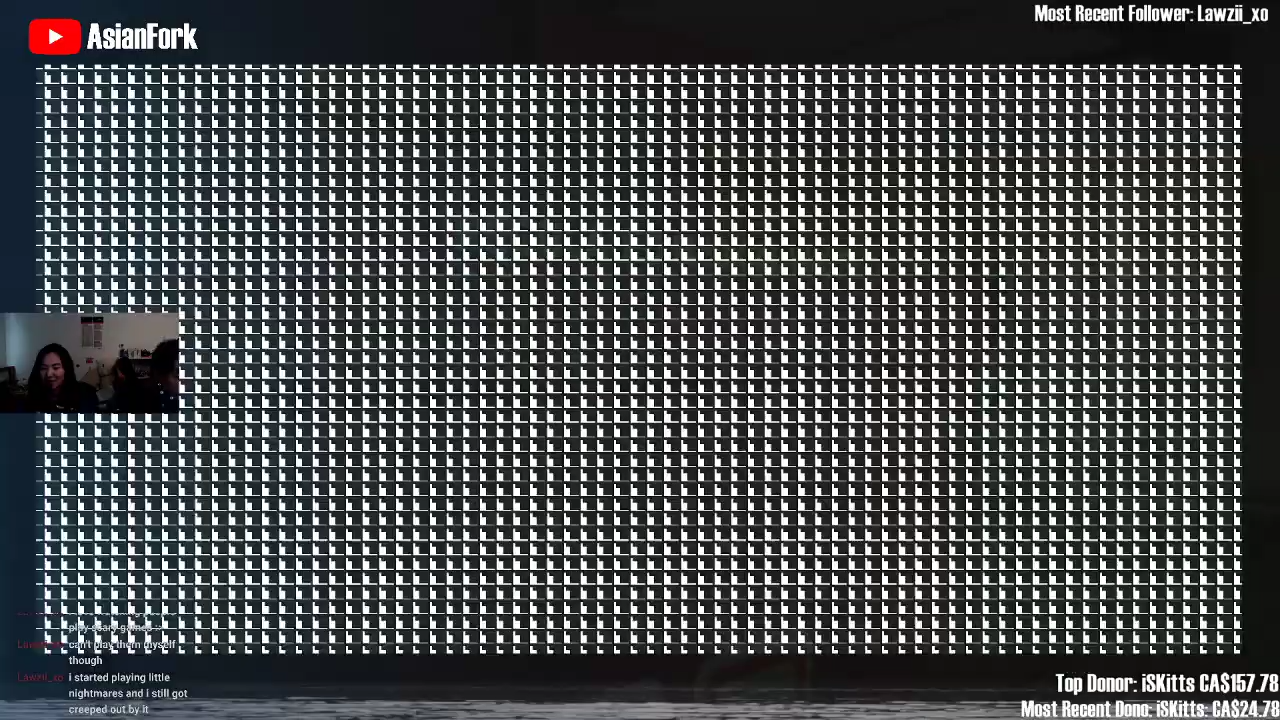 AsianFork
Most Recent Follower: Lawzii_xo
can't play them myself
though
Lawzii_xo i started playing little
nightmares and i still got
creeped out by it
Top Donor: iSKitts CA$157.78
Most Recent Dono: iSKitts: CA$24.78